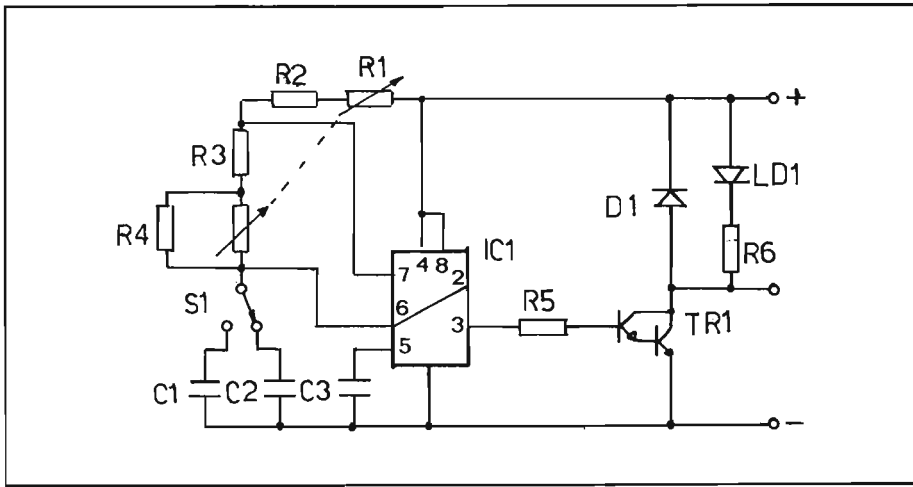 R2 R1
+
R3
LD1
D1
R4
4 8 IC1
R6
7 2
S1
6
R5
3
TR1
5
C1 C2 C3
-